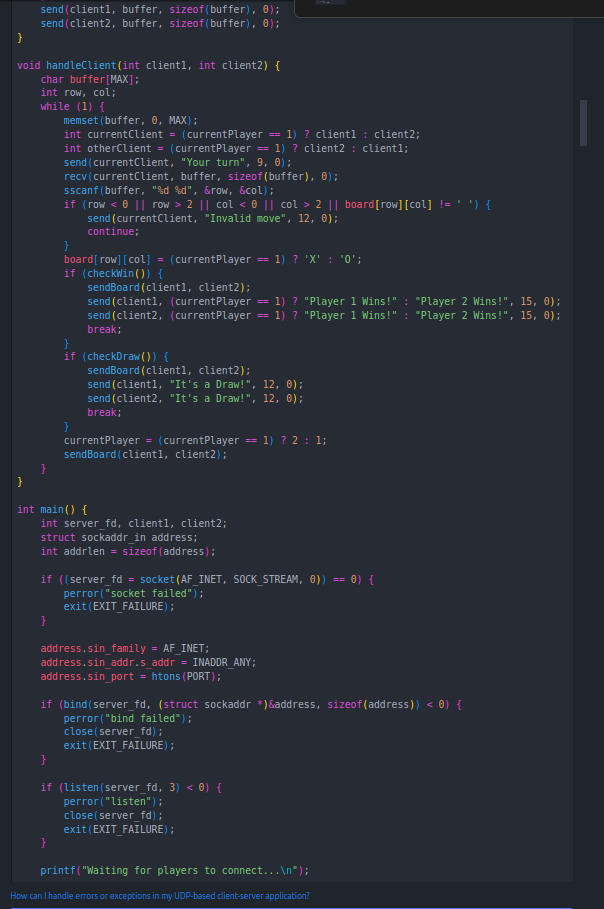 send(client1, buffer, sizeof(buffer), 0);
    send(client2, buffer, sizeof(buffer), 0);
}

void handleClient(int client1, int client2) {
    char buffer[MAX];
    int row, col;
    while (1) {
        memset(buffer, 0, MAX);
        int currentClient = (currentPlayer == 1) ? client1 : client2;
        int otherClient = (currentPlayer == 1) ? client2 : client1;
        send(currentClient, "Your turn", 9, 0);
        recv(currentClient, buffer, sizeof(buffer), 0);
        sscanf(buffer, "%d %d", &row, &col);
        if (row < 0 || row > 2 || col < 0 || col > 2 || board[row][col] != ' ') {
            send(currentClient, "Invalid move", 12, 0);
            continue;
        }
        board[row][col] = (currentPlayer == 1) ? 'X' : 'O';
        if (checkWin()) {
            sendBoard(client1, client2);
            send(client1, (currentPlayer == 1) ? "Player 1 Wins!" : "Player 2 Wins!", 15, 0);
            send(client2, (currentPlayer == 1) ? "Player 1 Wins!" : "Player 2 Wins!", 15, 0);
            break;
        }
        if (checkDraw()) {
            sendBoard(client1, client2);
            send(client1, "It's a Draw!", 12, 0);
            send(client2, "It's a Draw!", 12, 0);
            break;
        }
        currentPlayer = (currentPlayer == 1) ? 2 : 1;
        sendBoard(client1, client2);
    }
}

int main() {
    int server_fd, client1, client2;
    struct sockaddr_in address;
    int addrlen = sizeof(address);

    if ((server_fd = socket(AF_INET, SOCK_STREAM, 0)) == 0) {
        perror("socket failed");
        exit(EXIT_FAILURE);
    }

    address.sin_family = AF_INET;
    address.sin_addr.s_addr = INADDR_ANY;
    address.sin_port = htons(PORT);

    if (bind(server_fd, (struct sockaddr *)&address, sizeof(address)) < 0) {
        perror("bind failed");
        close(server_fd);
        exit(EXIT_FAILURE);
    }

    if (listen(server_fd, 3) < 0) {
        perror("listen");
        close(server_fd);
        exit(EXIT_FAILURE);
    }

    printf("Waiting for players to connect...\n");
How can I handle errors or exceptions in my UDP-based client-server application?